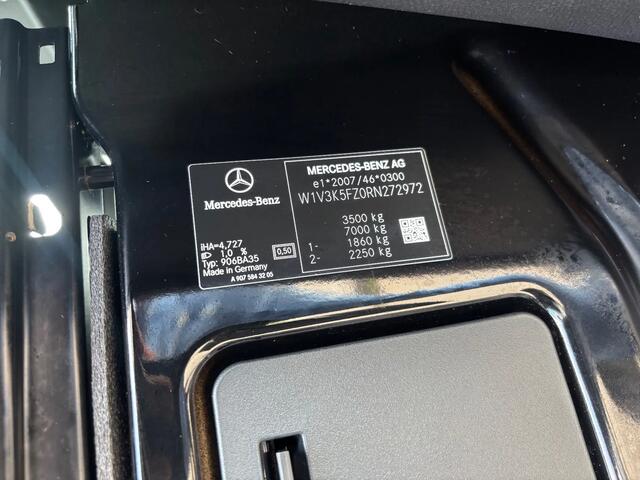 Mercedes-Benz
IHA=4,727
1,0 %
0,50
Typ: 906BA35
Made in Germany
A 907 584 32 05
MERCEDES-BENZ AG
e1*2007/46*0300
W1V3K5FZ0RN272972
3500 kg
7000 kg
1- 1860 kg
2- 2250 kg